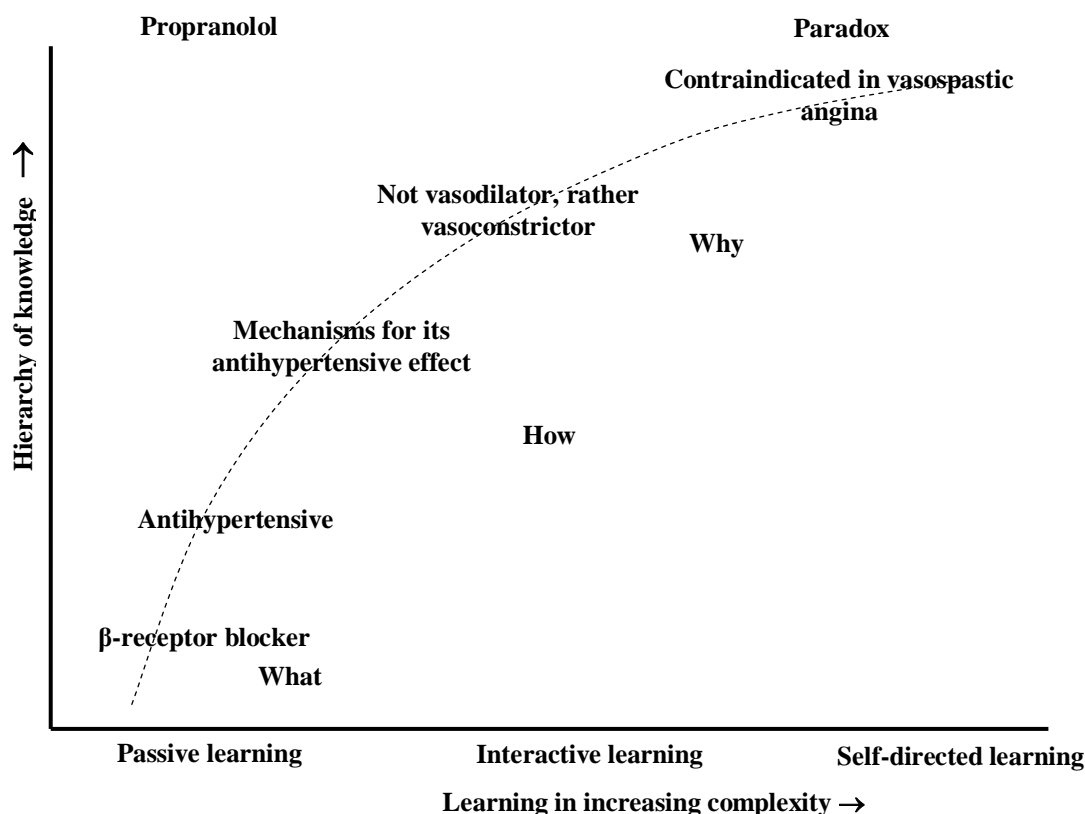 Propranolol
Paradox
Contraindicated in vasospastic
angina
Not vasodilator, rather
vasoconstrictor
Why
Mechanisms for its
antihypertensive effect
How
Antihypertensive
β-receptor blocker
What
Hierarchy of knowledge →
Passive learning
Interactive learning
Self-directed learning
Learning in increasing complexity →